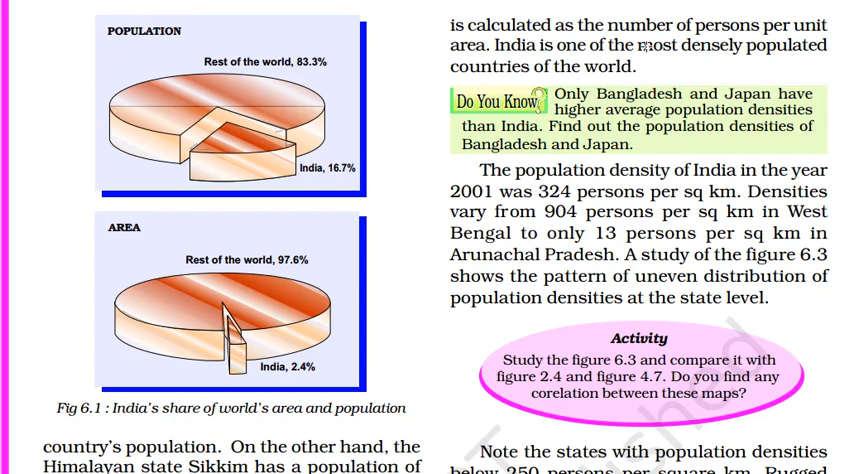 POPULATION
Rest of the world, 83.3%
India, 16.7%
AREA
Rest of the world, 97.6%
India, 2.4%
Fig 6.1 : India's share of world's area and population
country's population. On the other hand, the
Himalayan state Sikkim has a population of
is calculated as the number of persons per unit
area. India is one of the most densely populated
countries of the world.
Do You Know?
Only Bangladesh and Japan have
higher average population densities
than India. Find out the population densities of
Bangladesh and Japan.
The population density of India in the year
2001 was 324 persons per sq km. Densities
vary from 904 persons per sq km in West
Bengal to only 13 persons per sq km in
Arunachal Pradesh. A study of the figure 6.3
shows the pattern of uneven distribution of
population densities at the state level.
Activity
Study the figure 6.3 and compare it with
figure 2.4 and figure 4.7. Do you find any
corelation between these maps?
Note the states with population densities
below 250 persons per square km. Rugged